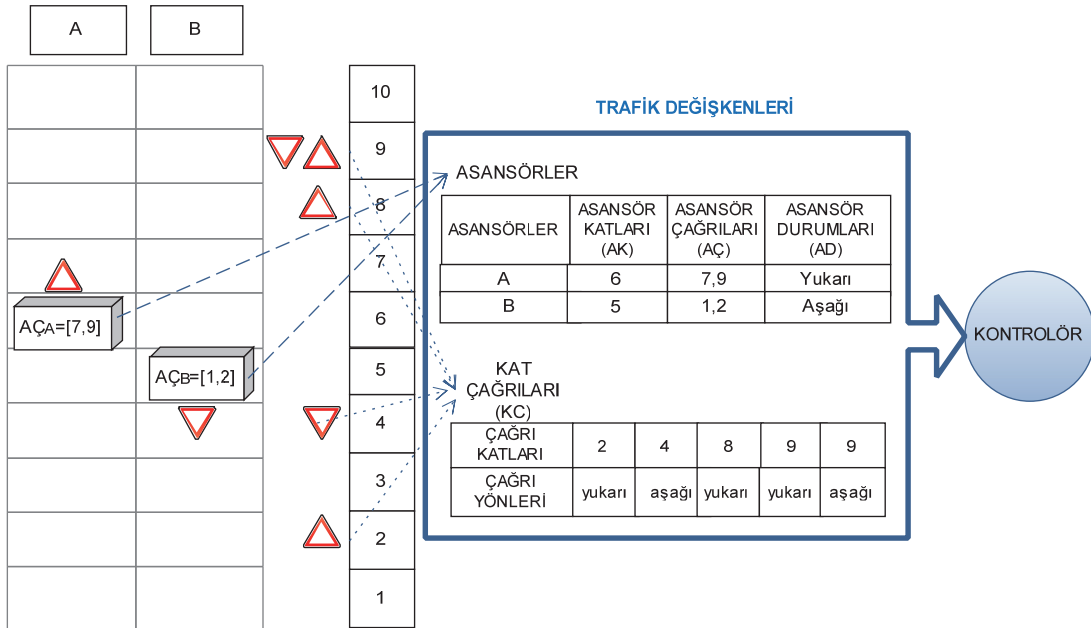 A
B
10
9
8
7
6
5
4
3
2
1
AÇA=[7,9]
AÇB=[1,2]
TRAFİK DEĞİŞKENLERİ
ASANSÖRLER
ASANSÖRLER
ASANSÖR
KATLARI
(AK)
ASANSÖR
ÇAĞRILARI
(AÇ)
ASANSÖR
DURUMLARI
(AD)
A
6
7,9
Yukarı
B
5
1,2
Aşağı
KAT
ÇAĞRILARI
(KC)
ÇAĞRI
KATLARI
2
4
8
9
9
ÇAĞRI
YÖNLERİ
yukarı
aşağı
yukarı
yukarı
aşağı
KONTROLÖR